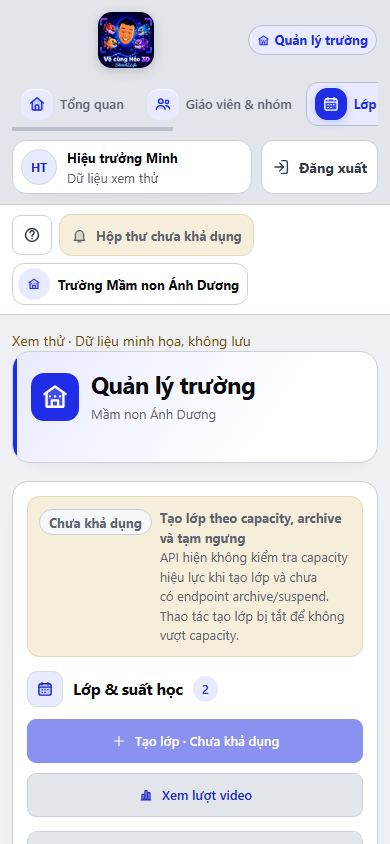 Vẽ cùng Hảo 3D
Quản lý trường
Tổng quan
Giáo viên & nhóm
Lớp
HT
Hiệu trưởng Minh
Dữ liệu xem thử
Đăng xuất
Hộp thư chưa khả dụng
Trường Mầm non Ánh Dương
Xem thử · Dữ liệu minh họa, không lưu
Quản lý trường
Mầm non Ánh Dương
Chưa khả dụng
Tạo lớp theo capacity, archive
và tạm ngưng
API hiện không kiểm tra capacity
hiệu lực khi tạo lớp và chưa
có endpoint archive/suspend.
Thao tác tạo lớp bị tắt để không
vượt capacity.
Lớp & suất học
2
+ Tạo lớp · Chưa khả dụng
Xem lượt video